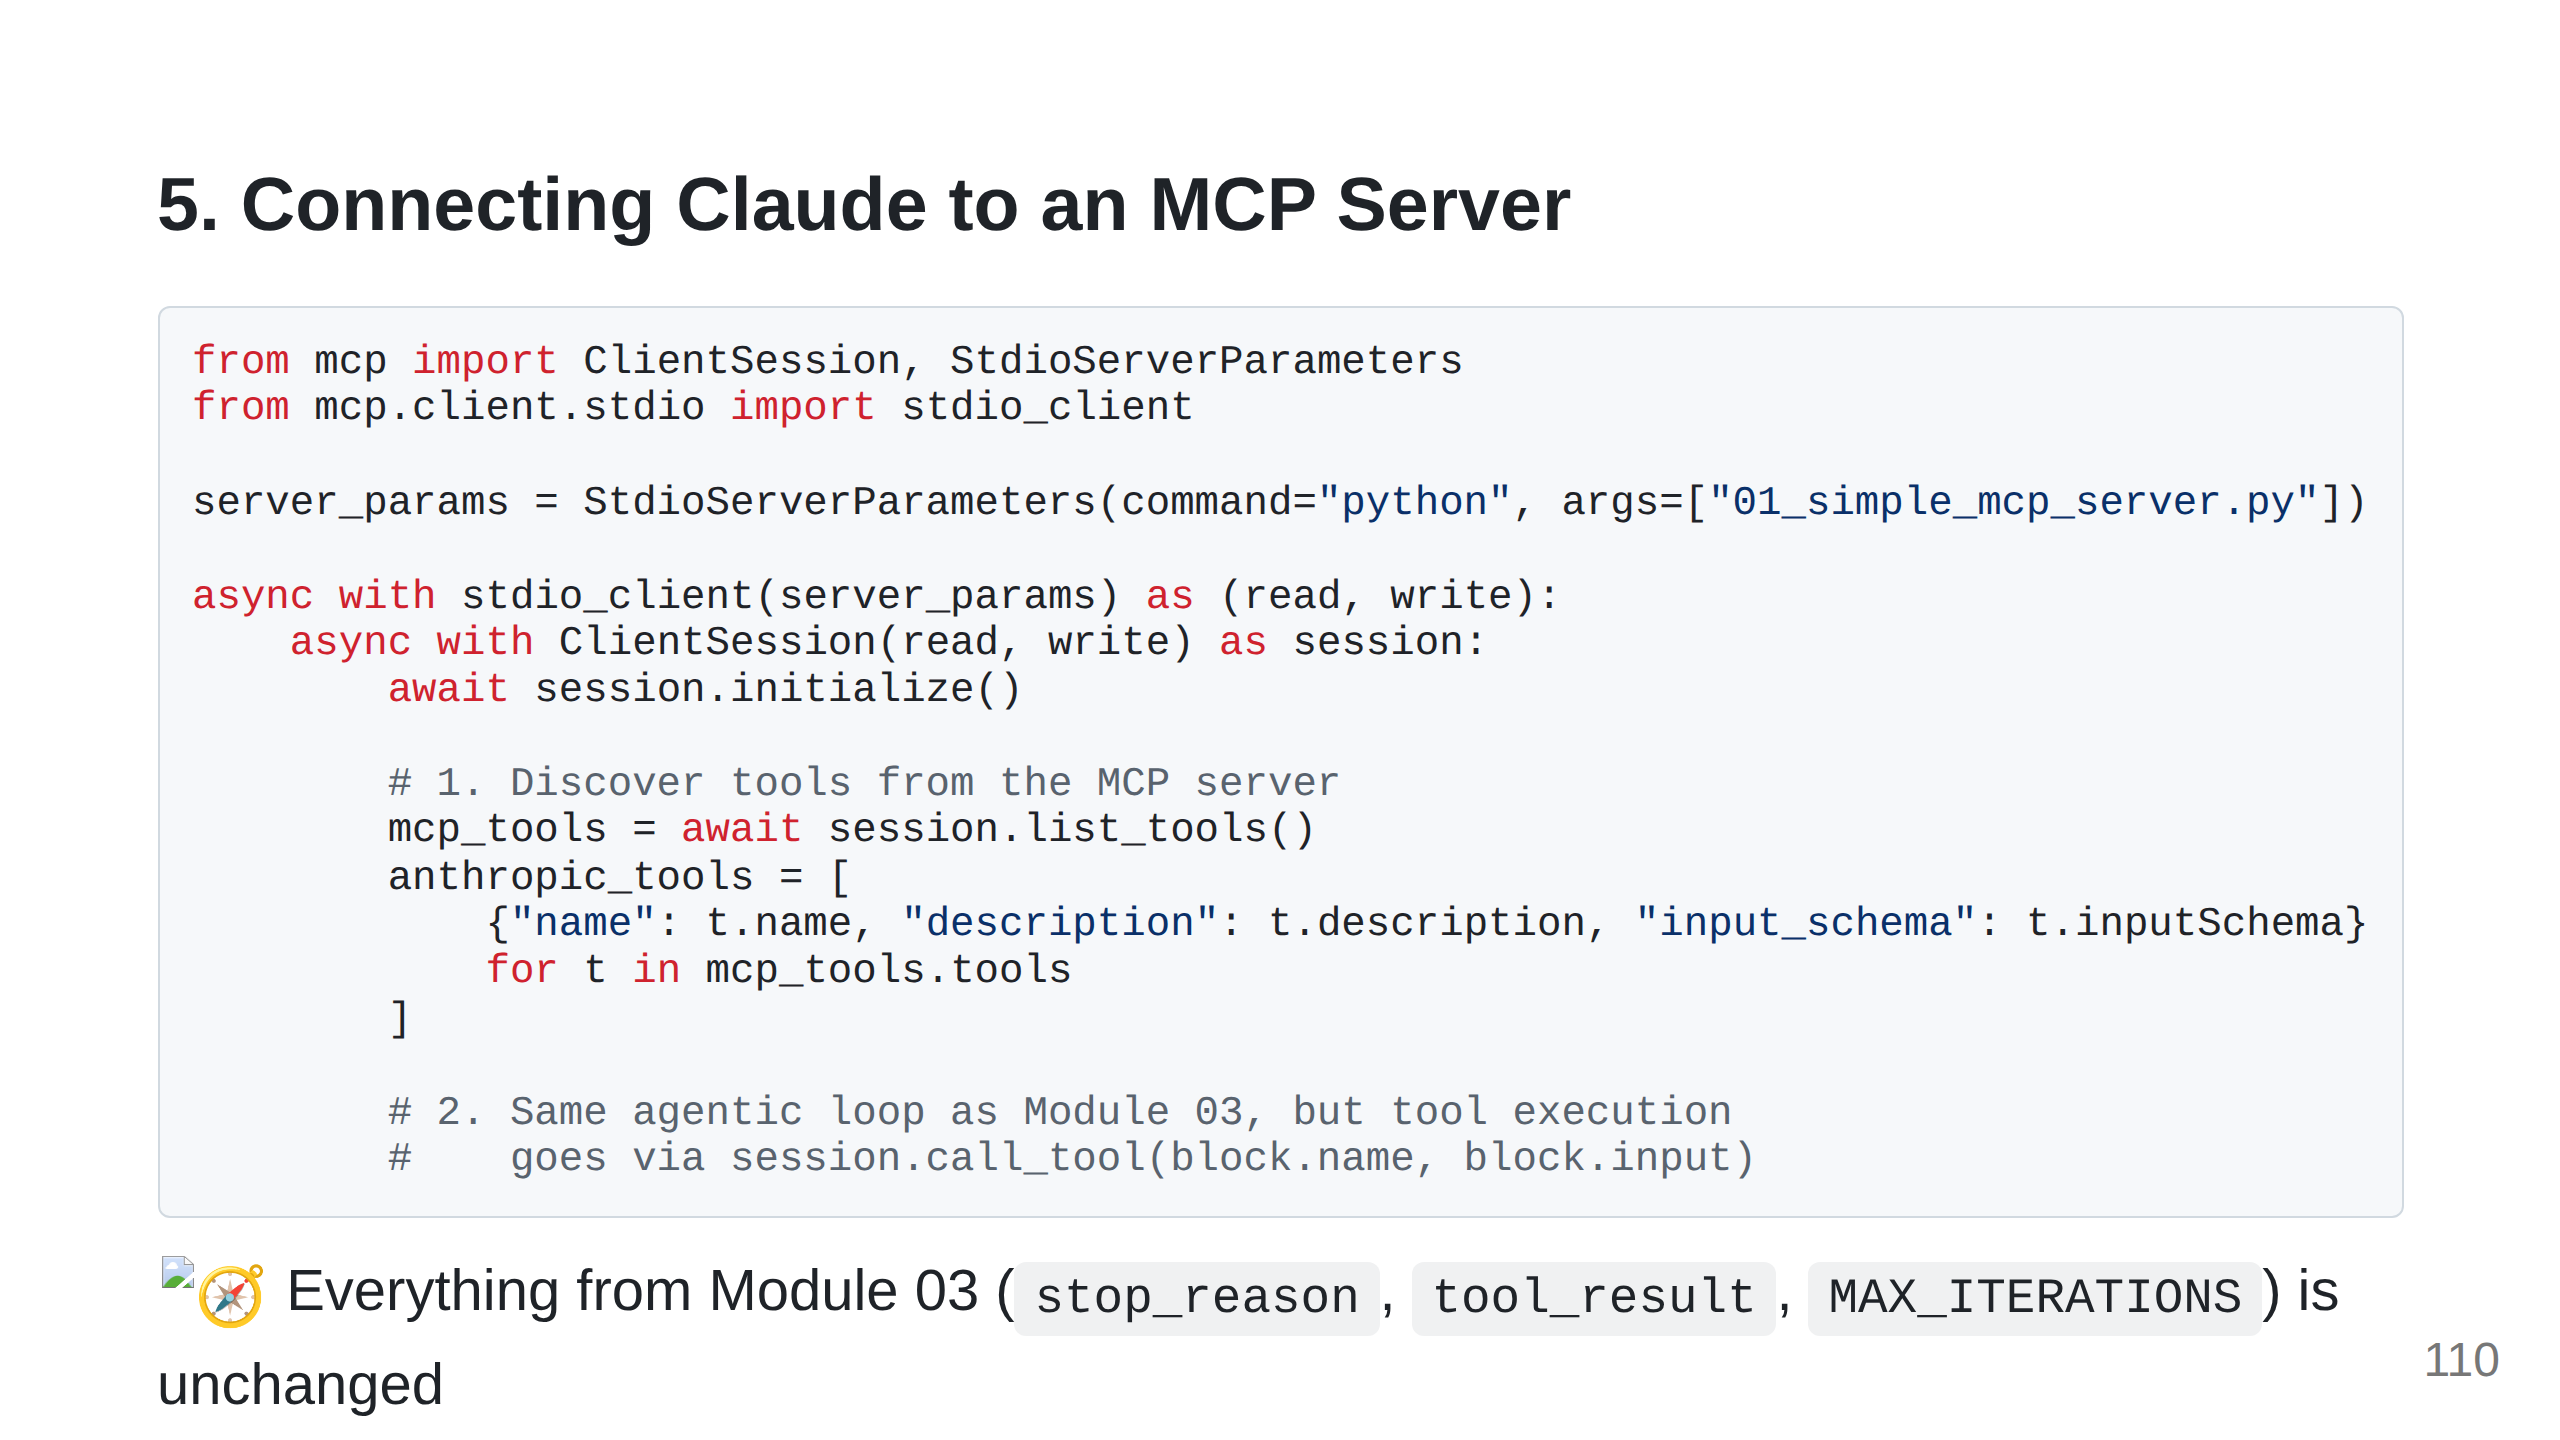 5. Connecting Claude to an MCP Server
from mcp import ClientSession, StdioServerParameters
from mcp.client.stdio import stdio_client
server_params = StdioServerParameters(command="python", args=["01_simple_mcp_server.py"])
async with stdio_client(server_params) as (read, write):
    async with ClientSession(read, write) as session:
        await session.initialize()
        # 1. Discover tools from the MCP server
        mcp_tools = await session.list_tools()
        anthropic_tools = [
            {"name": t.name, "description": t.description, "input_schema": t.inputSchema}
            for t in mcp_tools.tools
        ]
        # 2. Same agentic loop as Module 03, but tool execution
        #    goes via session.call_tool(block.name, block.input)
🧭 Everything from Module 03 (stop_reason, tool_result, MAX_ITERATIONS) is
unchanged
110